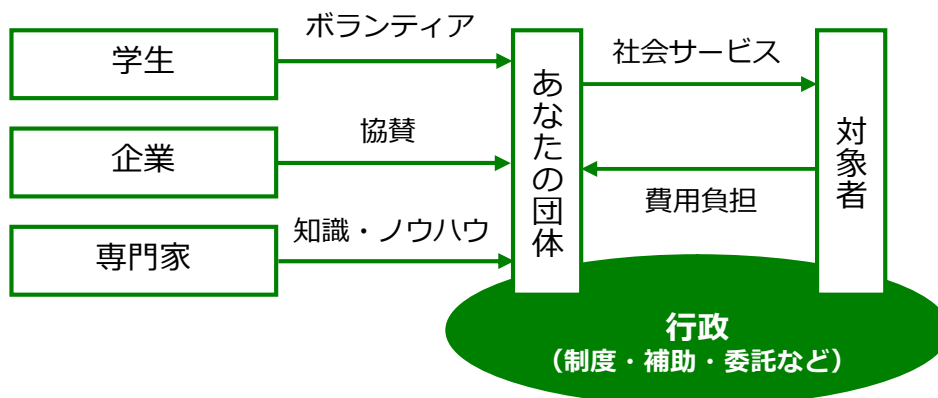 学生
ボランティア
企業
協賛
専門家
知識・ノウハウ
あなたの団体
社会サービス
費用負担
対象者
行政
(制度・補助・委託など)